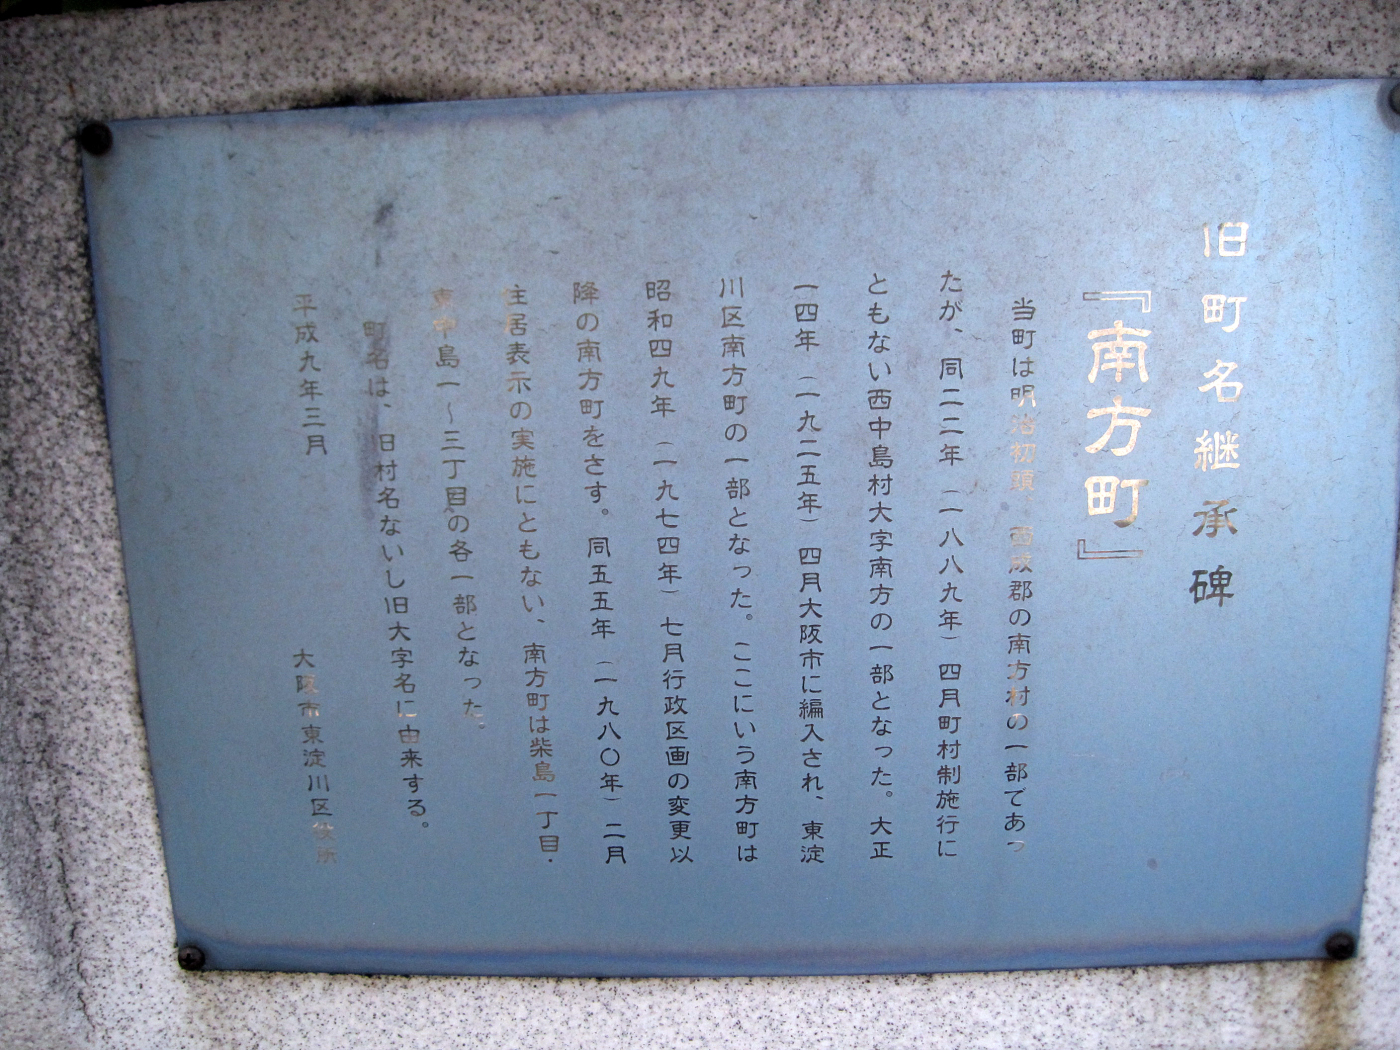 旧町名継承碑
『南方町』
当町は明治初頭、西成郡の南方村の一部であっ
たが、同二二年（一八八九年）四月町村制施行に
ともない西中島村大字南方の一部となった。大正
一四年（一九二五年）四月大阪市に編入され、東淀
川区南方町の一部となった。ここにいう南方町は
昭和四九年（一九七四年）七月行政区画の変更以
降の南方町をさす。同五五年（一九八〇年）二月
住居表示の実施にともない、南方町は柴島一丁目・
東中島一～三丁目の各一部となった。
町名は、旧村名ないし旧大字名に由来する。
平成九年三月
大阪市東淀川区役所